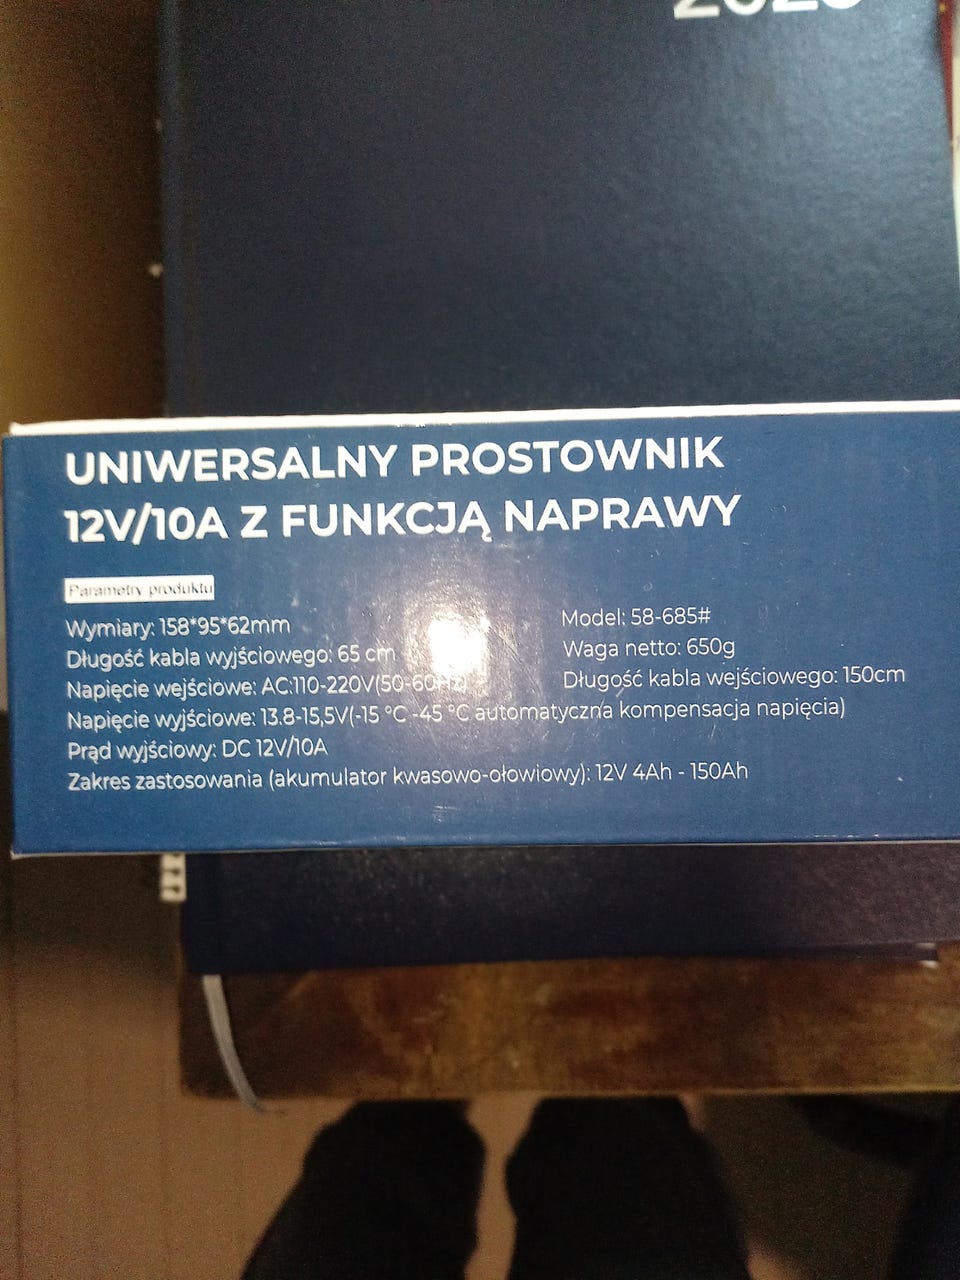 UNIWERSALNY PROSTOWNIK
12V/10A Z FUNKCJĄ NAPRAWY
Parametry produktu
Wymiary: 158*95*62mm
Długość kabla wyjściowego: 65 cm
Napięcie wejściowe: AC:110-220V(50-60Hz)
Model: 58-685#
Waga netto: 650g
Długość kabla wejściowego: 150cm
Napięcie wyjściowe: 13.8-15,5V(-15 °C -45 °C automatyczna kompensacja napięcia)
Prąd wyjściowy: DC 12V/10A
Zakres zastosowania (akumulator kwasowo-ołowiowy): 12V 4Ah - 150Ah